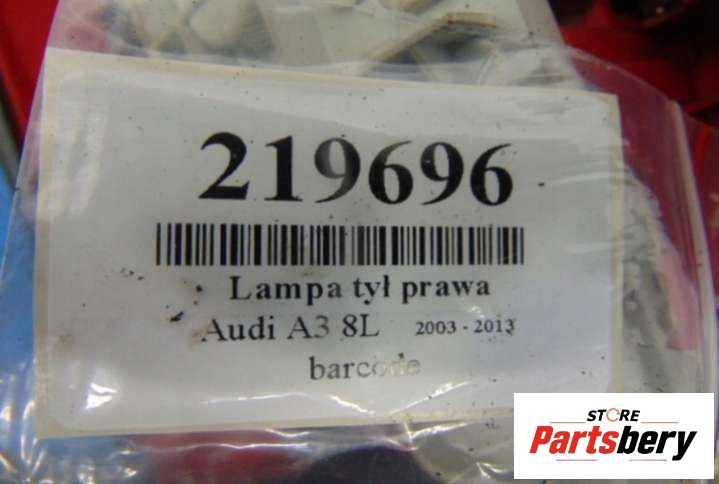 219696
Lampa tył prawa
Audi A3 8L 2003 - 2013
barcode
STORE
Partsbery